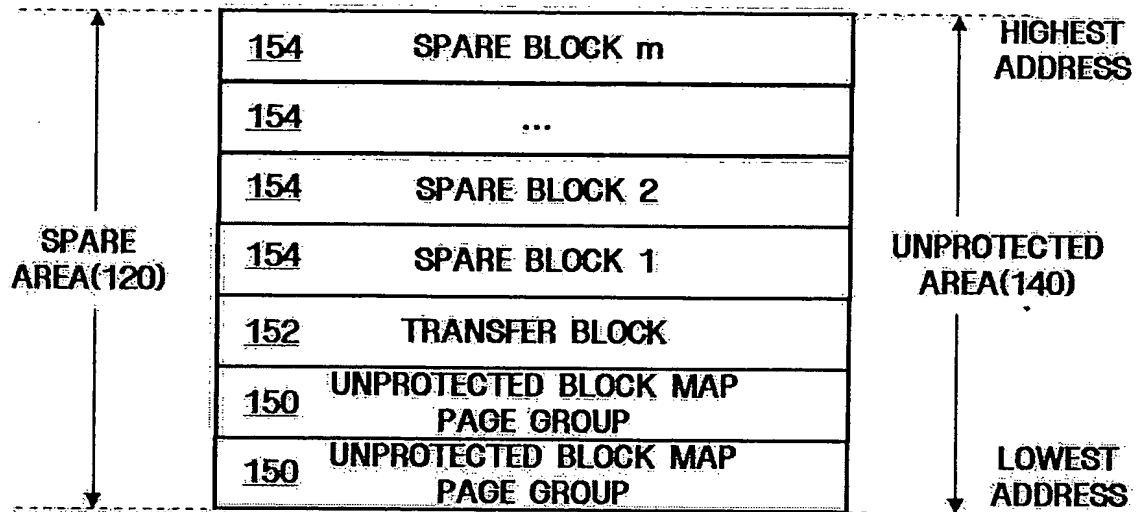 154 SPARE BLOCK m
154 ...
154 SPARE BLOCK 2
154 SPARE BLOCK 1
152 TRANSFER BLOCK
150 UNPROTECTED BLOCK MAP
PAGE GROUP
150 UNPROTECTED BLOCK MAP
PAGE GROUP
SPARE
AREA(120)
HIGHEST
ADDRESS
UNPROTECTED
AREA(140)
LOWEST
ADDRESS